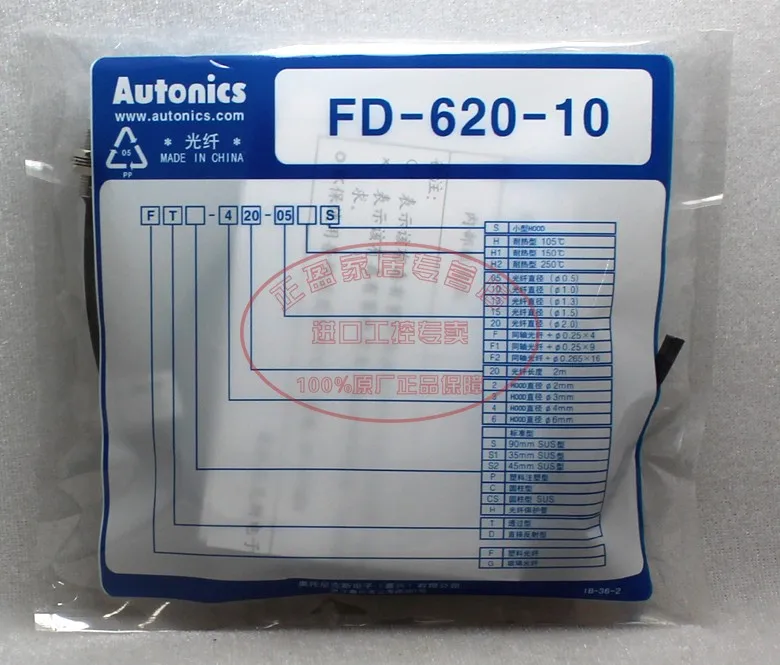 Autonics
www.autonics.com
FD-620-10
05
PP
* 光纤 *
MADE IN CHINA
F T - 4 20 - 05 S
S 小型HOOD
H 耐热型 105℃
H1 耐热型 150℃
H2 耐热型 250℃
05 光纤直径 (φ0.5)
10 光纤直径 (φ1.0)
13 光纤直径 (φ1.3)
15 光纤直径 (φ1.5)
20 光纤直径 (φ2.0)
F 同轴光纤 + φ0.25×4
F1 同轴光纤 + φ0.25×9
F2 同轴光纤 + φ0.265×16
20 光纤长度 2m
2 HOOD直径 φ2mm
3 HOOD直径 φ3mm
4 HOOD直径 φ4mm
6 HOOD直径 φ6mm
标准型
S 90mm SUS型
S1 35mm SUS型
S2 45mm SUS型
P 塑料注塑型
C 圆柱型
CS 圆柱型 SUS
H 光纤保护管
T 透过型
D 直接反射型
F 塑料光纤
G 玻璃光纤
正盈家居专营店
进口工控专卖
100%原厂正品保障
1B-36-2